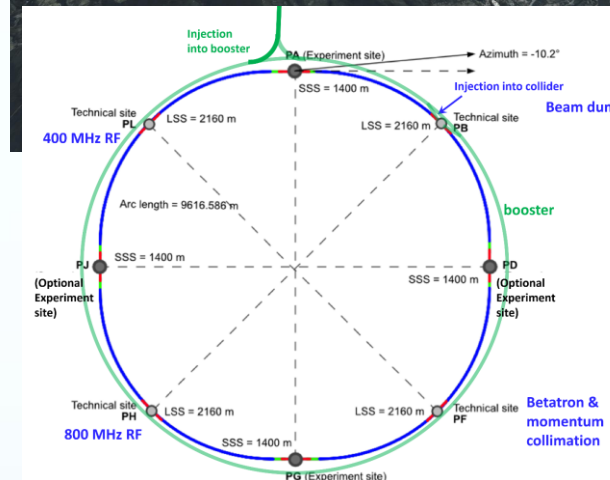 Injection
into booster
PA (Experiment site)
Azimuth = -10.2°
SSS = 1400 m
Injection into collider
Beam dun
Technical site
PL
LSS = 2160 m
400 MHz RF
LSS = 2160 m
Technical site
PB
Arc length = 9616.586 m
booster
PJ
SSS = 1400 m
(Optional
Experiment
site)
PD
SSS = 1400 m
(Optional
Experiment
site)
Technical site
PH
LSS = 2160 m
800 MHz RF
LSS = 2160 m
Technical site
PF
Betatron &
momentum
collimation
SSS = 1400 m
PG (Experiment site)